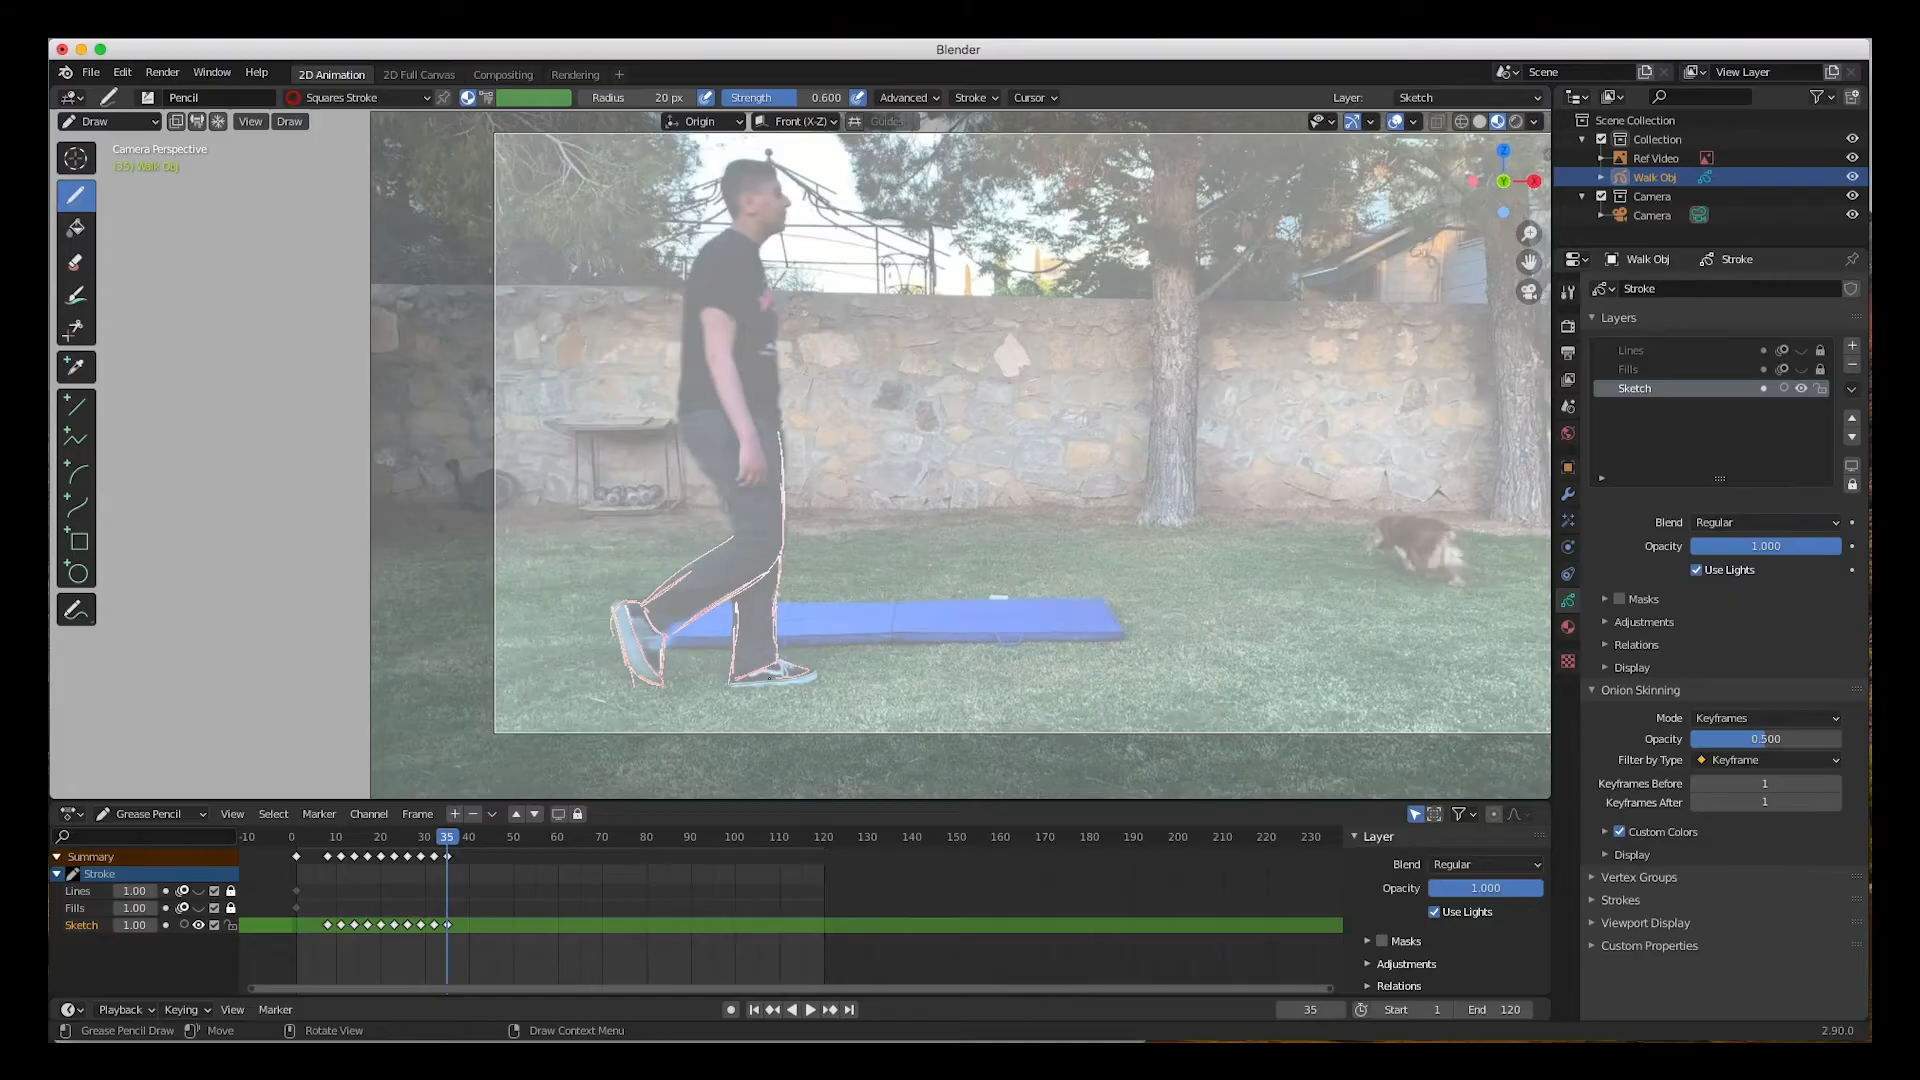 Blender
File Edit Render Window Help 2D Animation 2D Full Canvas Compositing Rendering + Scene View Layer
Pencil Squares Stroke Radius 20 px Strength 0.600 Advanced Stroke Cursor Layer: Sketch
Draw View Draw Origin Front (X-Z) Guides
Camera Perspective
(35) Walk Obj
Z
Y
X
Scene Collection
Collection
Ref Video
Walk Obj
Camera
Camera
Walk Obj Stroke
Stroke
Layers
Lines
Fills
Sketch
Blend Regular
Opacity 1.000
Use Lights
Masks
Adjustments
Relations
Display
Onion Skinning
Mode Keyframes
Opacity 0.500
Filter by Type Keyframe
Keyframes Before 1
Keyframes After 1
Custom Colors
Display
Vertex Groups
Strokes
Viewport Display
Custom Properties
Grease Pencil View Select Marker Channel Frame
-10 0 10 20 30 35 40 50 60 70 80 90 100 110 120 130 140 150 160 170 180 190 200 210 220 230
Summary
Stroke
Lines 1.00
Fills 1.00
Sketch 1.00
Layer
Blend Regular
Opacity 1.000
Use Lights
Masks
Adjustments
Relations
Playback Keying View Marker 35 Start 1 End 120
Grease Pencil Draw Move Rotate View Draw Context Menu 2.90.0